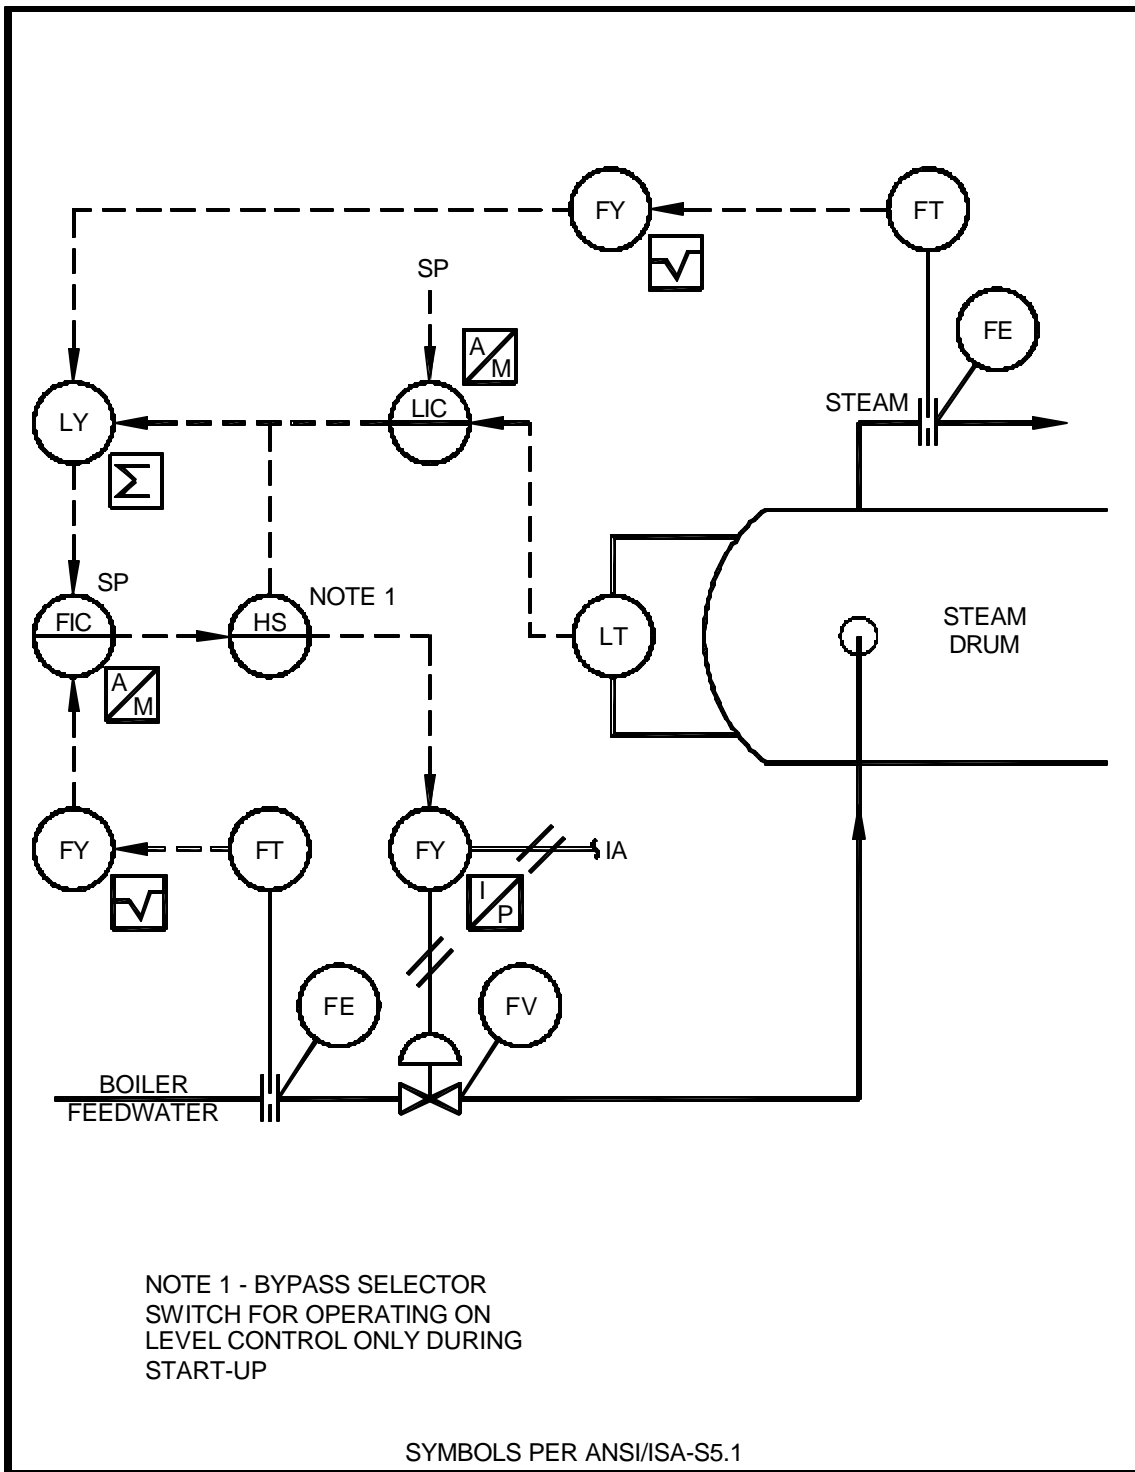 FY
FT
SP
FE
A
M
LIC
STEAM
LY
Σ
SP
NOTE 1
FIC
HS
LT
STEAM
DRUM
A
M
FY
FT
FY
IA
I
P
FE
FV
BOILER
FEEDWATER
NOTE 1 - BYPASS SELECTOR
SWITCH FOR OPERATING ON
LEVEL CONTROL ONLY DURING
START-UP
SYMBOLS PER ANSI/ISA-S5.1